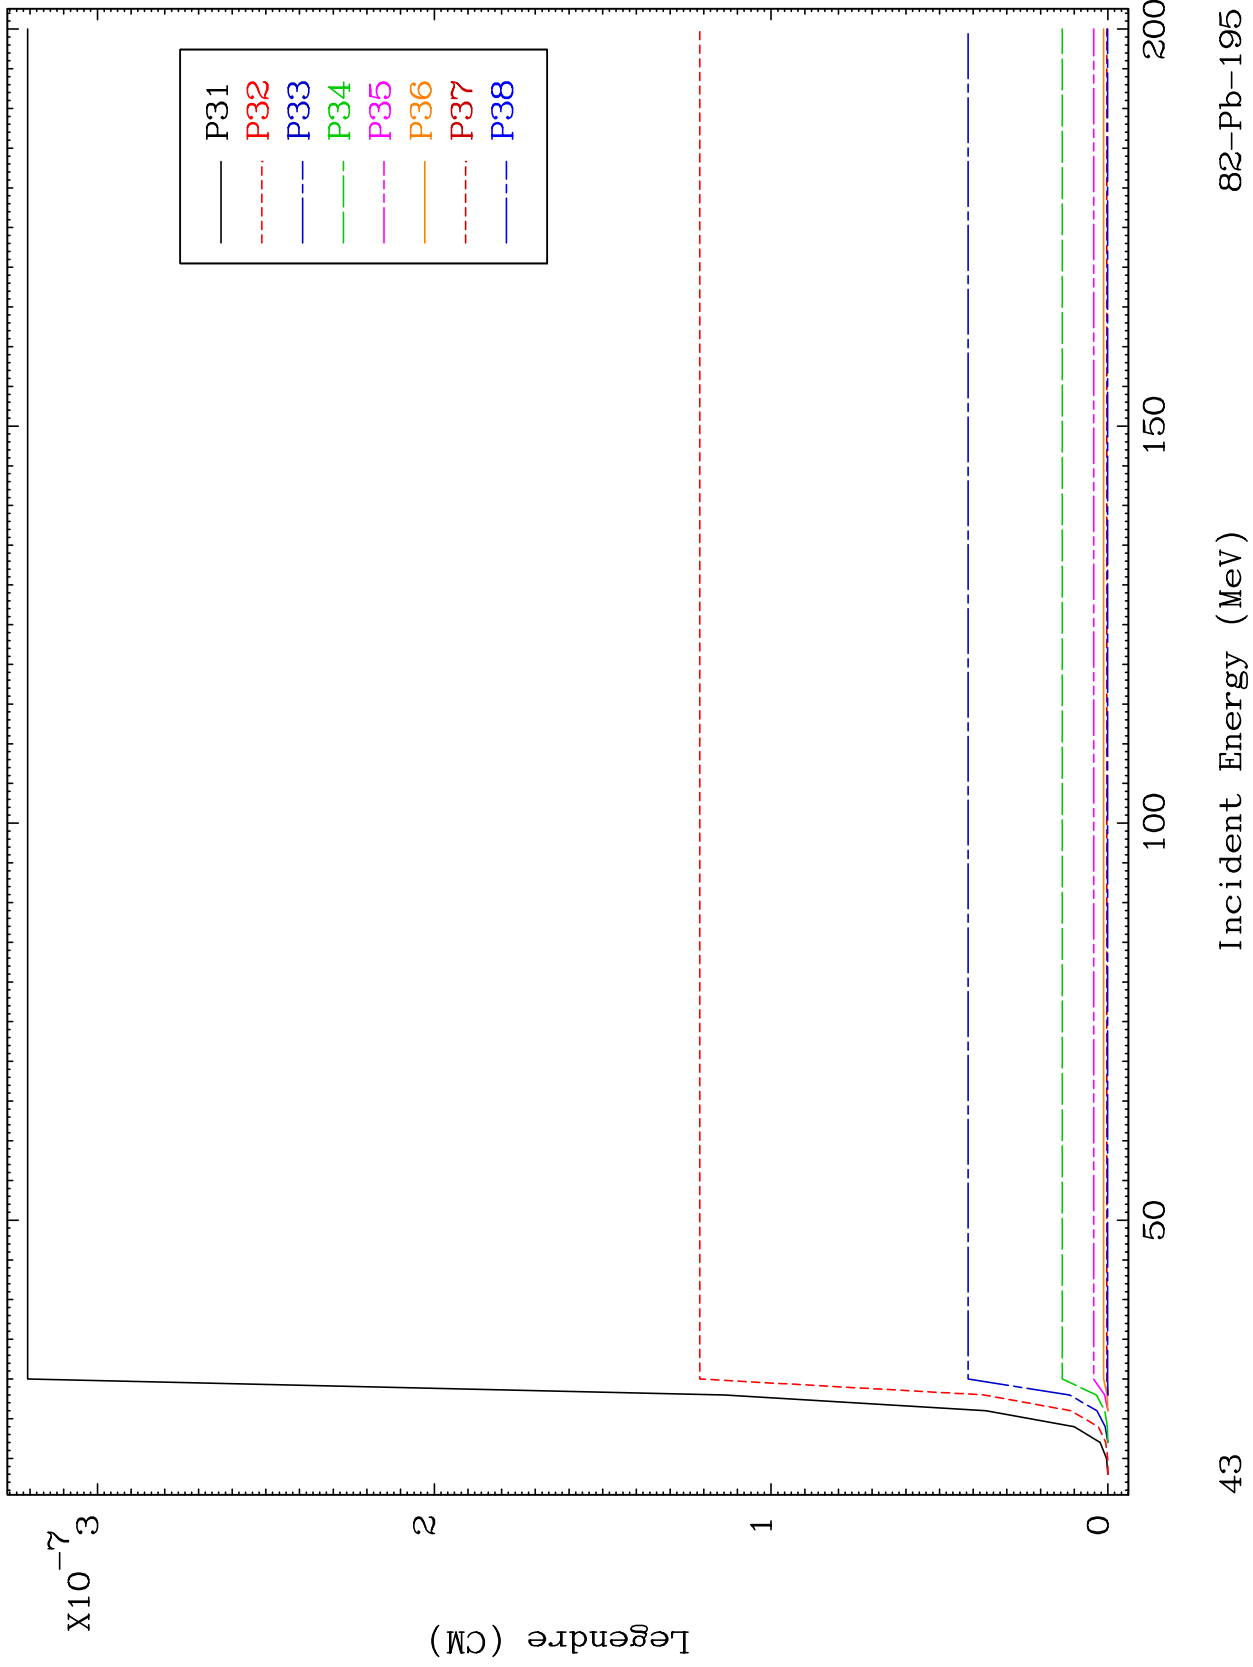 X10-7
3
2
1
0
Legendre (CM)
P31
P32
P33
P34
P35
P36
P37
P38
50
100
150
200
43
Incident Energy (MeV)
82-Pb-195